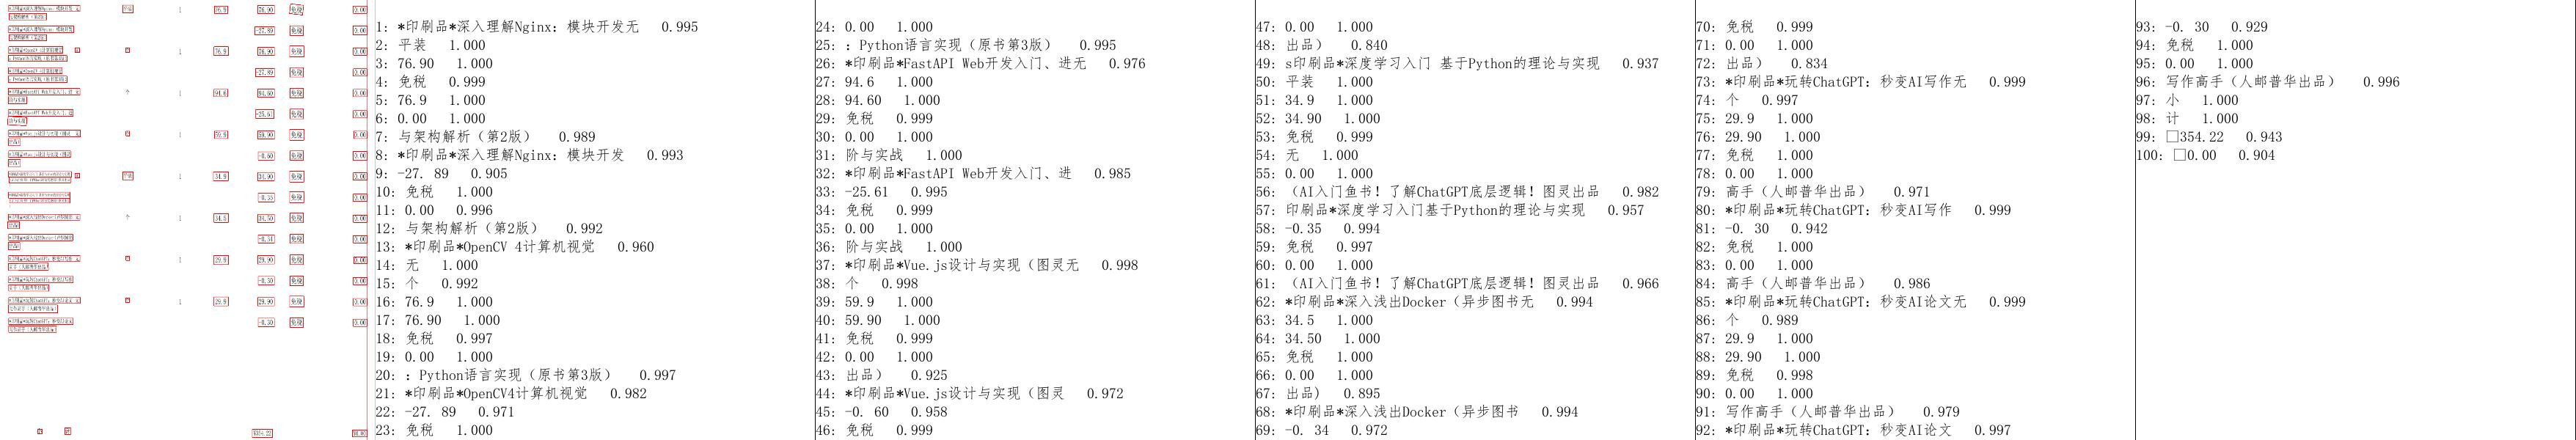 1: *印刷品*深入理解Nginx: 模块开发无 0.995
2: 平装 1.000
3: 76.90 1.000
4: 免税 0.999
5: 76.9 1.000
6: 0.00 1.000
7: 与架构解析（第2版） 0.989
8: *印刷品*深入理解Nginx: 模块开发 0.993
9: -27. 89 0.905
10: 免税 1.000
11: 0.00 0.996
12: 与架构解析（第2版） 0.992
13: *印刷品*OpenCV 4计算机视觉 0.960
14: 无 1.000
15: 个 0.992
16: 76.9 1.000
17: 76.90 1.000
18: 免税 0.997
19: 0.00 1.000
20: : Python语言实现（原书第3版） 0.997
21: *印刷品*OpenCV4计算机视觉 0.982
22: -27. 89 0.971
23: 免税 1.000
24: 0.00 1.000
25: : Python语言实现（原书第3版） 0.995
26: *印刷品*FastAPI Web开发入门、进无 0.976
27: 94.6 1.000
28: 94.60 1.000
29: 免税 0.999
30: 0.00 1.000
31: 阶与实战 1.000
32: *印刷品*FastAPI Web开发入门、进 0.985
33: -25.61 0.995
34: 免税 0.999
35: 0.00 1.000
36: 阶与实战 1.000
37: *印刷品*Vue.js设计与实现（图灵无 0.998
38: 个 0.998
39: 59.9 1.000
40: 59.90 1.000
41: 免税 0.999
42: 0.00 1.000
43: 出品） 0.925
44: *印刷品*Vue.js设计与实现（图灵 0.972
45: -0. 60 0.958
46: 免税 0.999
47: 0.00 1.000
48: 出品） 0.840
49: s印刷品*深度学习入门 基于Python的理论与实现 0.937
50: 平装 1.000
51: 34.9 1.000
52: 34.90 1.000
53: 免税 0.999
54: 无 1.000
55: 0.00 1.000
56: （AI入门鱼书！了解ChatGPT底层逻辑！图灵出品 0.982
57: 印刷品*深度学习入门基于Python的理论与实现 0.957
58: -0.35 0.994
59: 免税 0.997
60: 0.00 1.000
61: （AI入门鱼书！了解ChatGPT底层逻辑！图灵出品 0.966
62: *印刷品*深入浅出Docker（异步图书无 0.994
63: 34.5 1.000
64: 34.50 1.000
65: 免税 1.000
66: 0.00 1.000
67: 出品) 0.895
68: *印刷品*深入浅出Docker（异步图书 0.994
69: -0. 34 0.972
70: 免税 0.999
71: 0.00 1.000
72: 出品） 0.834
73: *印刷品*玩转ChatGPT: 秒变AI写作无 0.999
74: 个 0.997
75: 29.9 1.000
76: 29.90 1.000
77: 免税 1.000
78: 0.00 1.000
79: 高手（人邮普华出品） 0.971
80: *印刷品*玩转ChatGPT: 秒变AI写作 0.999
81: -0. 30 0.942
82: 免税 1.000
83: 0.00 1.000
84: 高手（人邮普华出品） 0.986
85: *印刷品*玩转ChatGPT: 秒变AI论文无 0.999
86: 个 0.989
87: 29.9 1.000
88: 29.90 1.000
89: 免税 0.998
90: 0.00 1.000
91: 写作高手（人邮普华出品） 0.979
92: *印刷品*玩转ChatGPT: 秒变AI论文 0.997
93: -0. 30 0.929
94: 免税 1.000
95: 0.00 1.000
96: 写作高手（人邮普华出品） 0.996
97: 小 1.000
98: 计 1.000
99: □354.22 0.943
100: □0.00 0.904